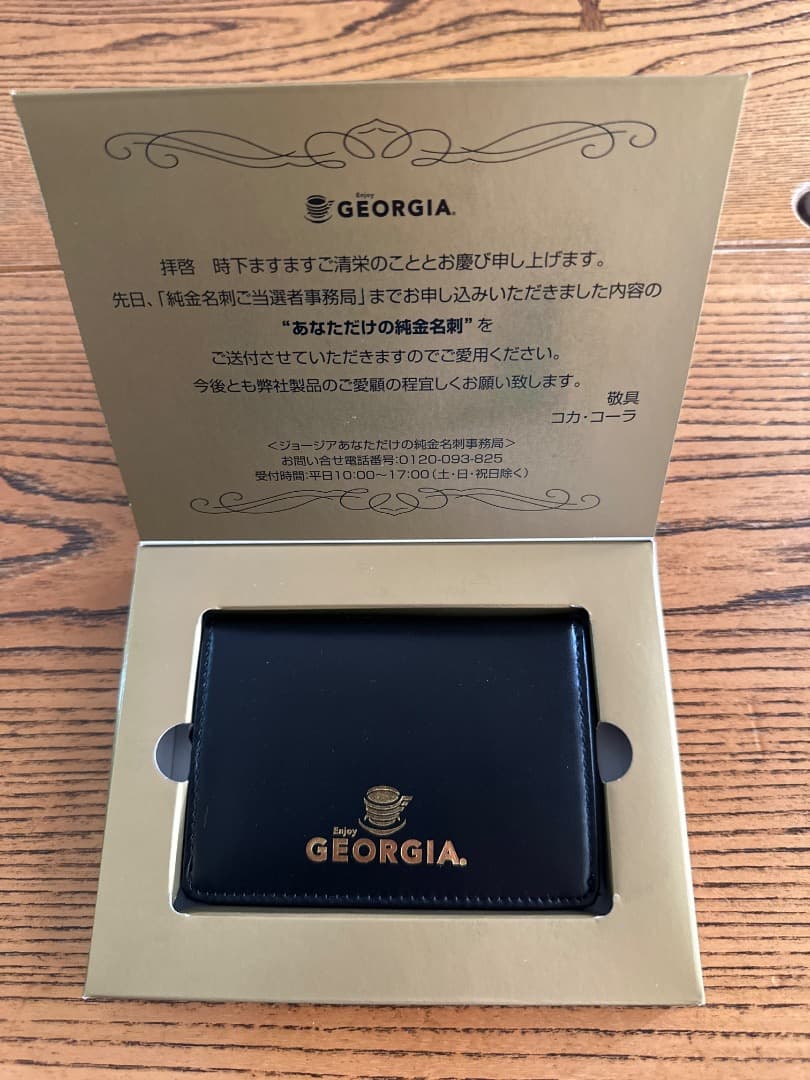 Enjoy
GEORGIA®
拝啓　時下ますますご清栄のこととお慶び申し上げます。
先日、「純金名刺ご当選者事務局」までお申し込みいただきました内容の
“あなただけの純金名刺”を
ご送付させていただきますのでご愛用ください。
今後とも弊社製品のご愛顧の程宜しくお願い致します。
敬具
コカ・コーラ
＜ジョージアあなただけの純金名刺事務局＞
お問い合せ電話番号:0120-093-825
受付時間:平日10:00〜17:00(土・日・祝日除く)
Enjoy
GEORGIA®